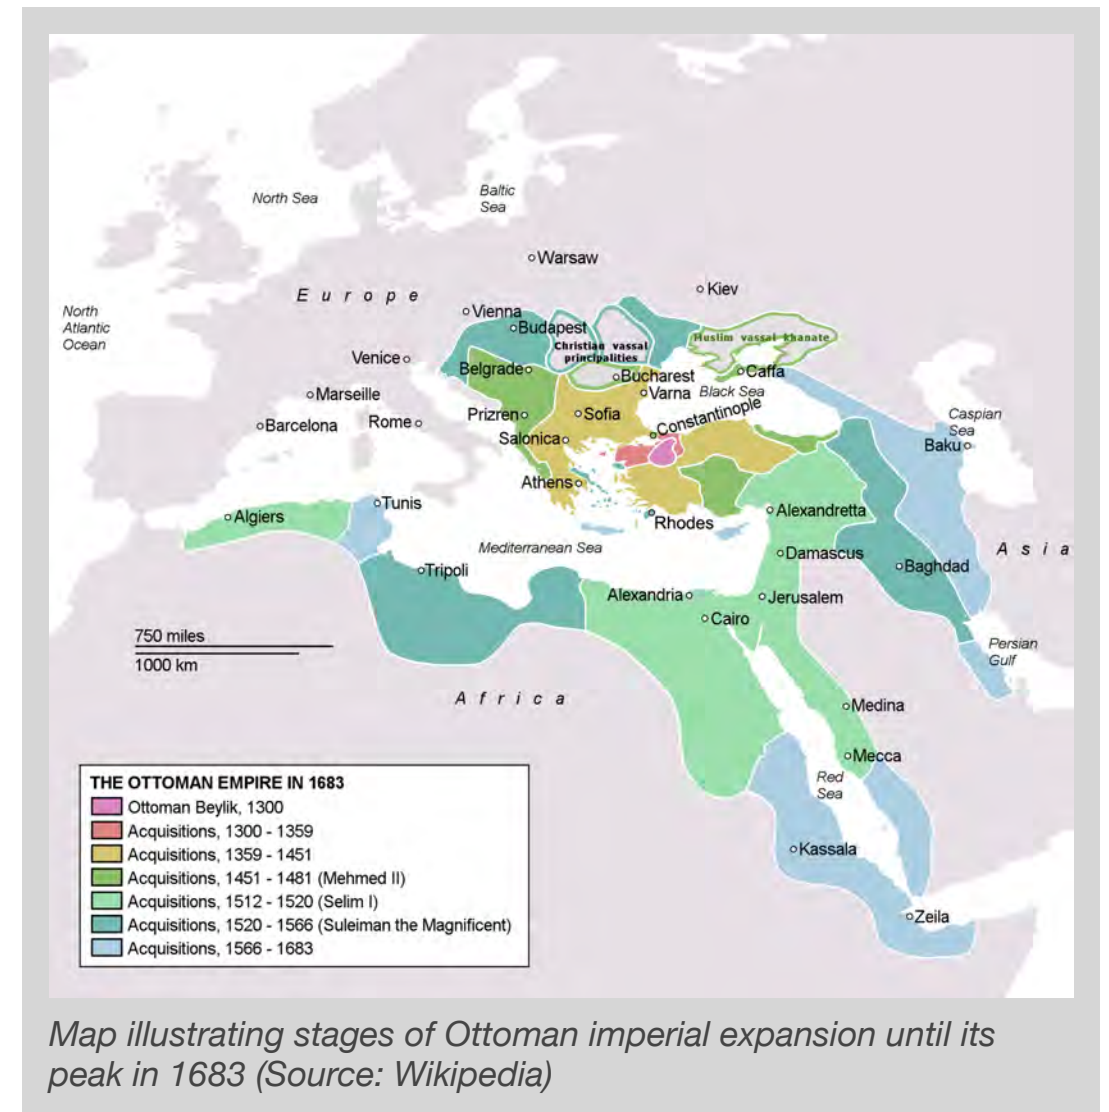 North Sea
Baltic
Sea
Warsaw
Kiev
E u r o p e
North
Atlantic
Ocean
Vienna
Budapest
Christian vassal
principalities
Muslim vassal khanate
Venice
Belgrade
Bucharest
Caffa
Varna
Black Sea
Marseille
Barcelona
Rome
Prizren
Sofia
Constantinople
Salonica
Caspian
Sea
Baku
Athens
Tunis
Algiers
Rhodes
Alexandretta
Mediterranean Sea
Damascus
A s i a
Tripoli
Baghdad
Alexandria
Jerusalem
Cairo
750 miles
1000 km
Persian
Gulf
A f r i c a
Medina
Mecca
Red
Sea
Kassala
Zeila
THE OTTOMAN EMPIRE IN 1683
Ottoman Beylik, 1300
Acquisitions, 1300 - 1359
Acquisitions, 1359 - 1451
Acquisitions, 1451 - 1481 (Mehmed II)
Acquisitions, 1512 - 1520 (Selim I)
Acquisitions, 1520 - 1566 (Suleiman the Magnificent)
Acquisitions, 1566 - 1683
Map illustrating stages of Ottoman imperial expansion until its
peak in 1683 (Source: Wikipedia)